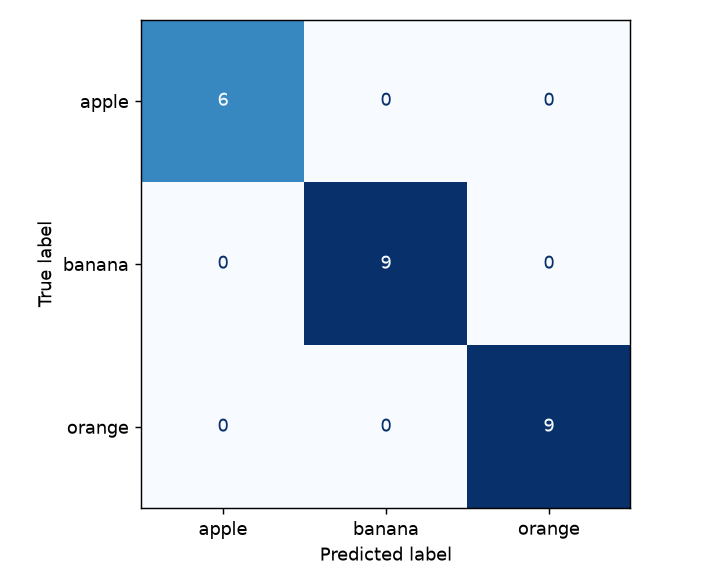 apple 6 0 0
banana 0 9 0
orange 0 0 9
apple banana orange
Predicted label
True label